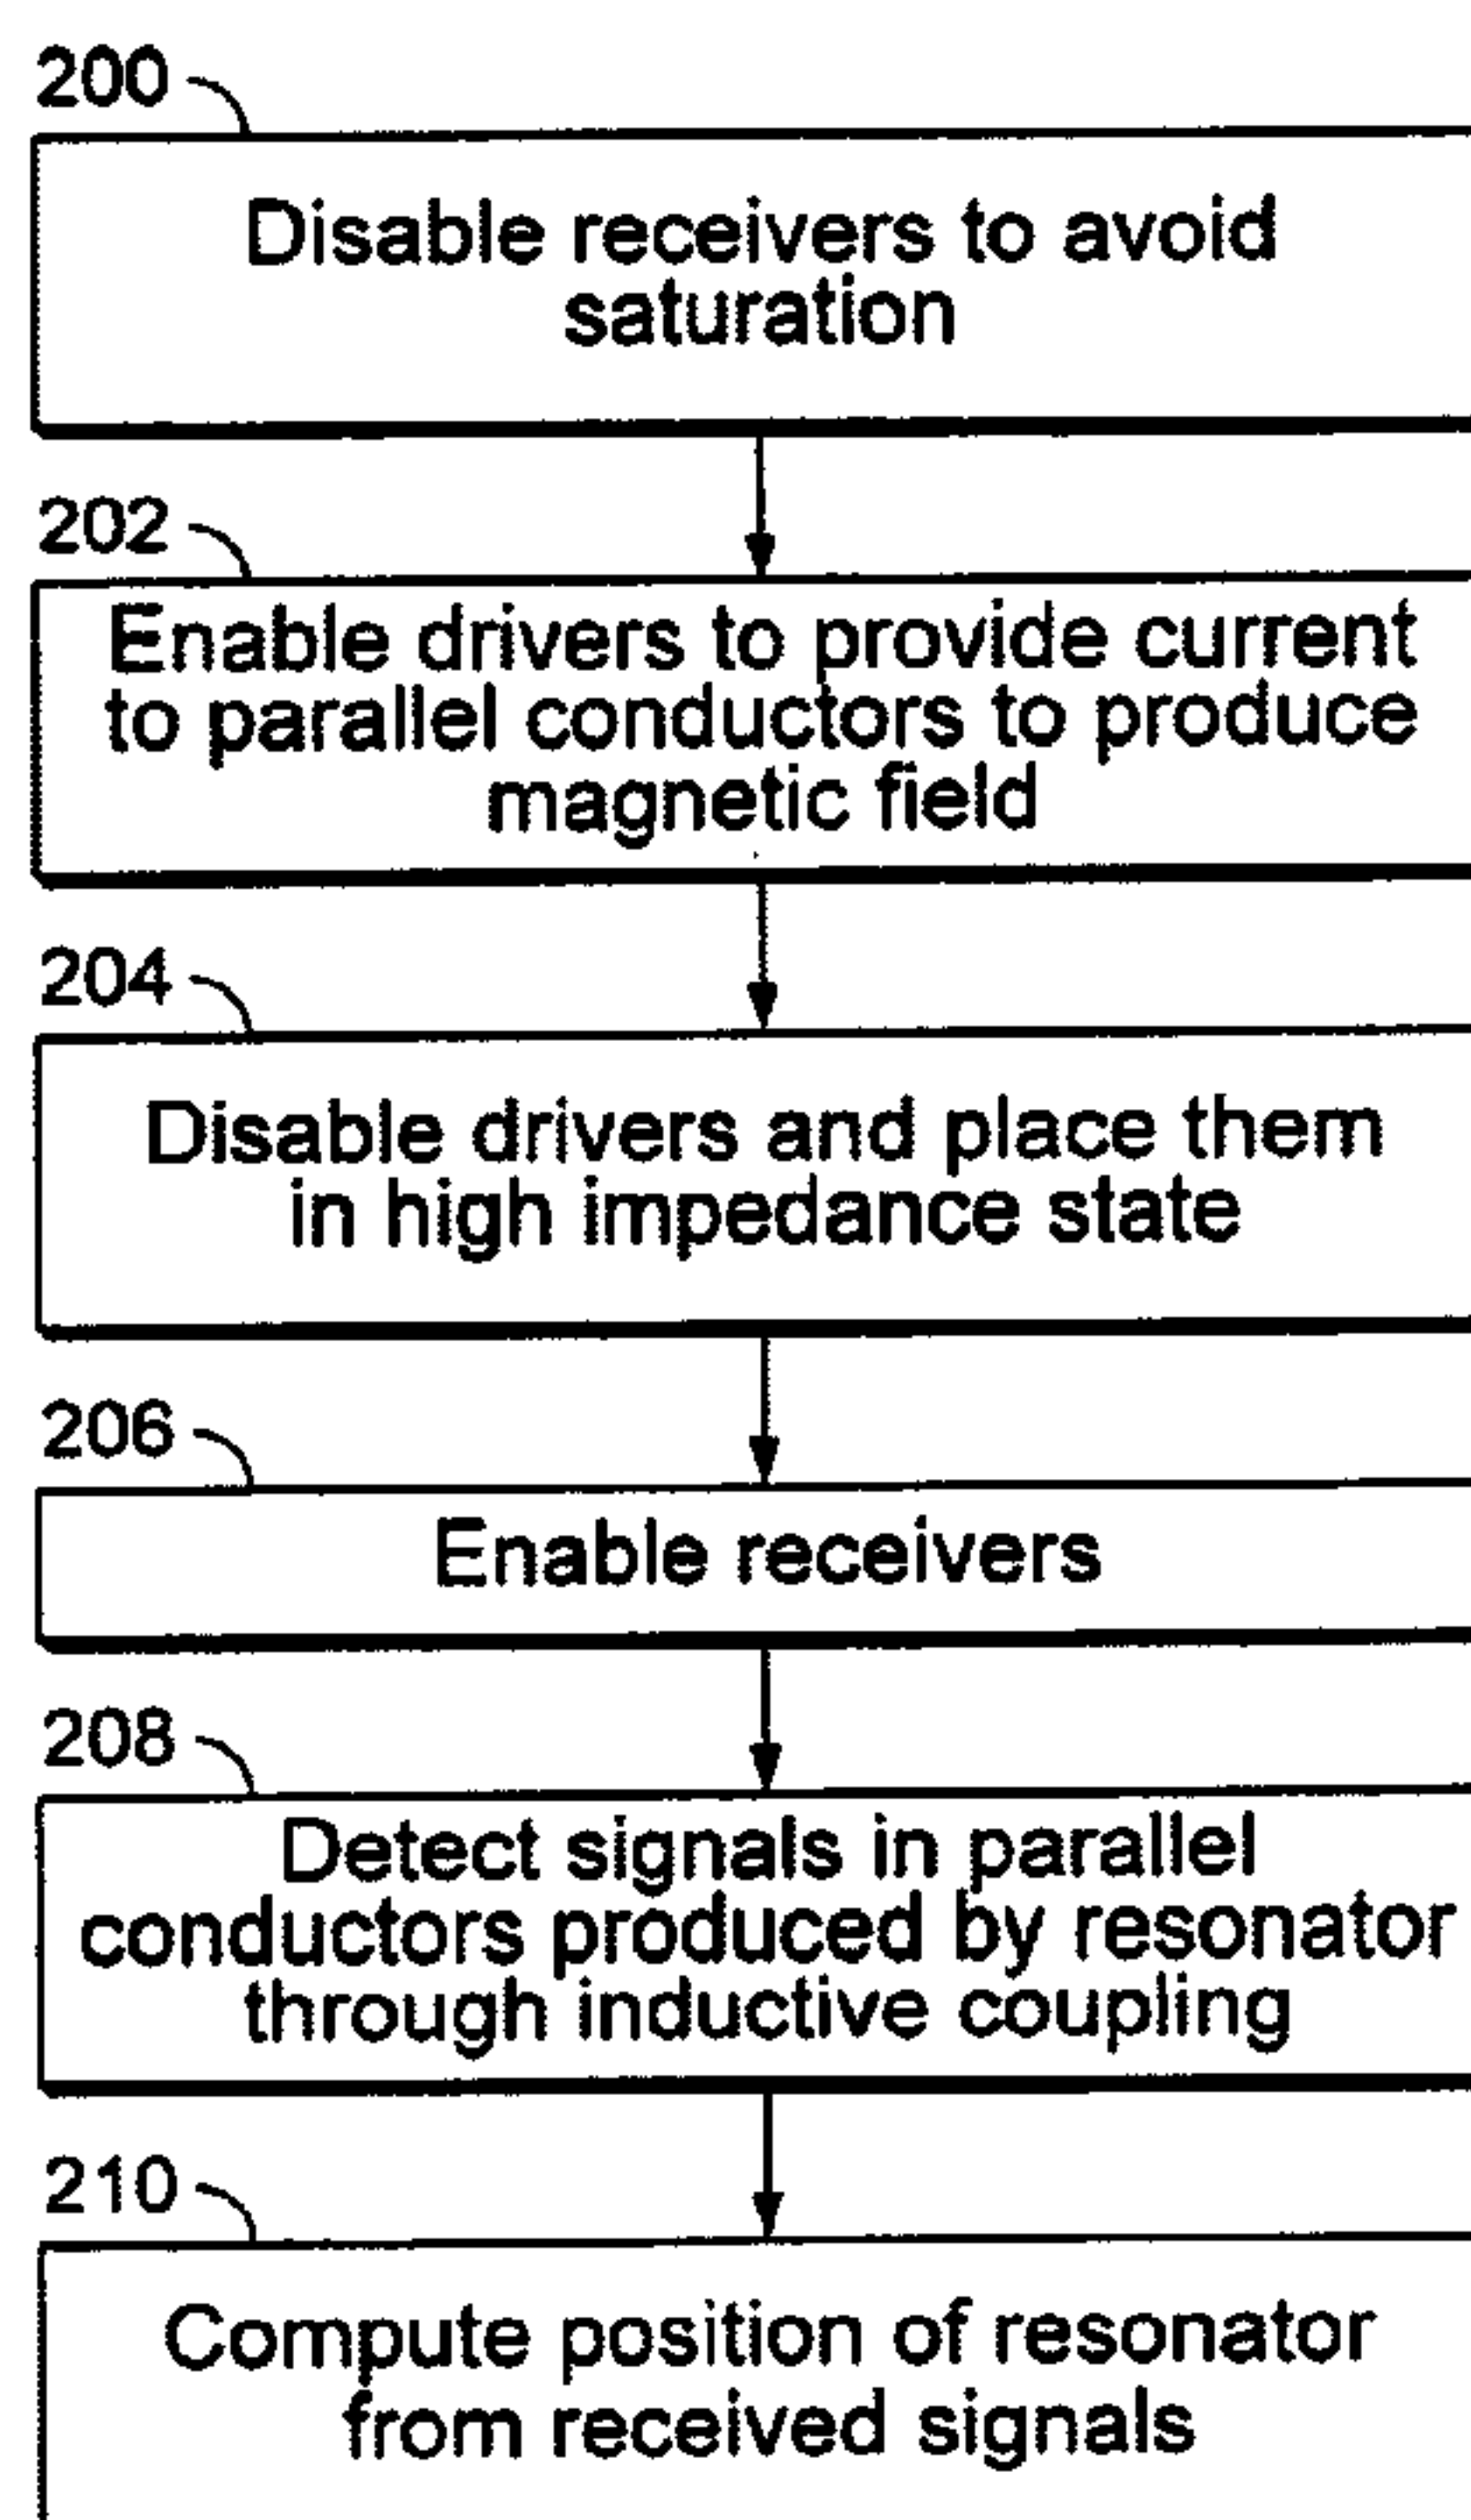 200
Disable receivers to avoid
saturation
202
Enable drivers to provide current
to parallel conductors to produce
magnetic field
204
Disable drivers and place them
in high impedance state
206
Enable receivers
208
Detect signals in parallel
conductors produced by resonator
through inductive coupling
210
Compute position of resonator
from received signals